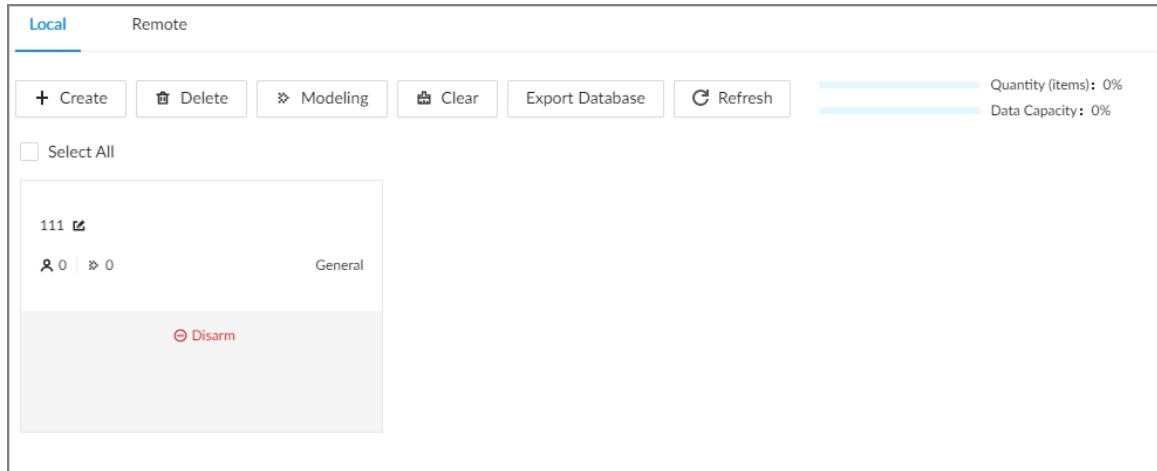 Local Remote
Create Delete Modeling Clear Export Database Refresh Quantity (items): 0%
Data Capacity: 0%
Select All
111
0 0 General
Disarm